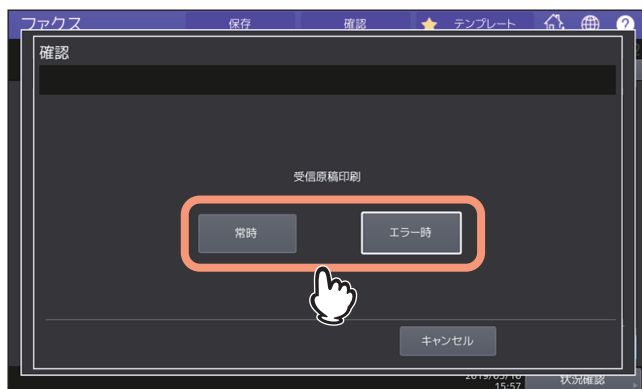 ファクス 保存 確認 テンプレート ?
確認
受信原稿印刷
常時 エラー時
キャンセル
15:57 状況確認